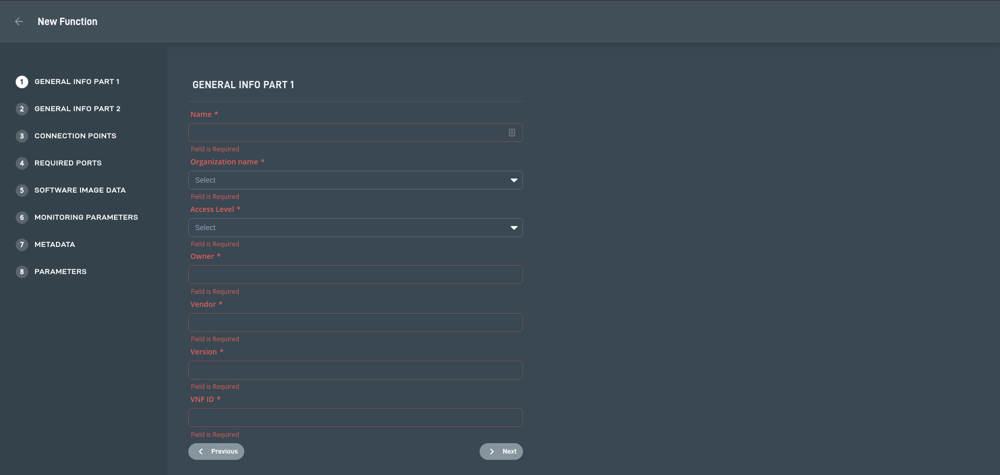 New Function
1 GENERAL INFO PART 1
2 GENERAL INFO PART 2
3 CONNECTION POINTS
4 REQUIRED PORTS
5 SOFTWARE IMAGE DATA
6 MONITORING PARAMETERS
7 METADATA
8 PARAMETERS
GENERAL INFO PART 1
Name *
Field is Required
Organization name *
Select
Field is Required
Access Level *
Select
Field is Required
Owner *
Field is Required
Vendor *
Field is Required
Version *
Field is Required
VNF ID *
Field is Required
Previous
Next